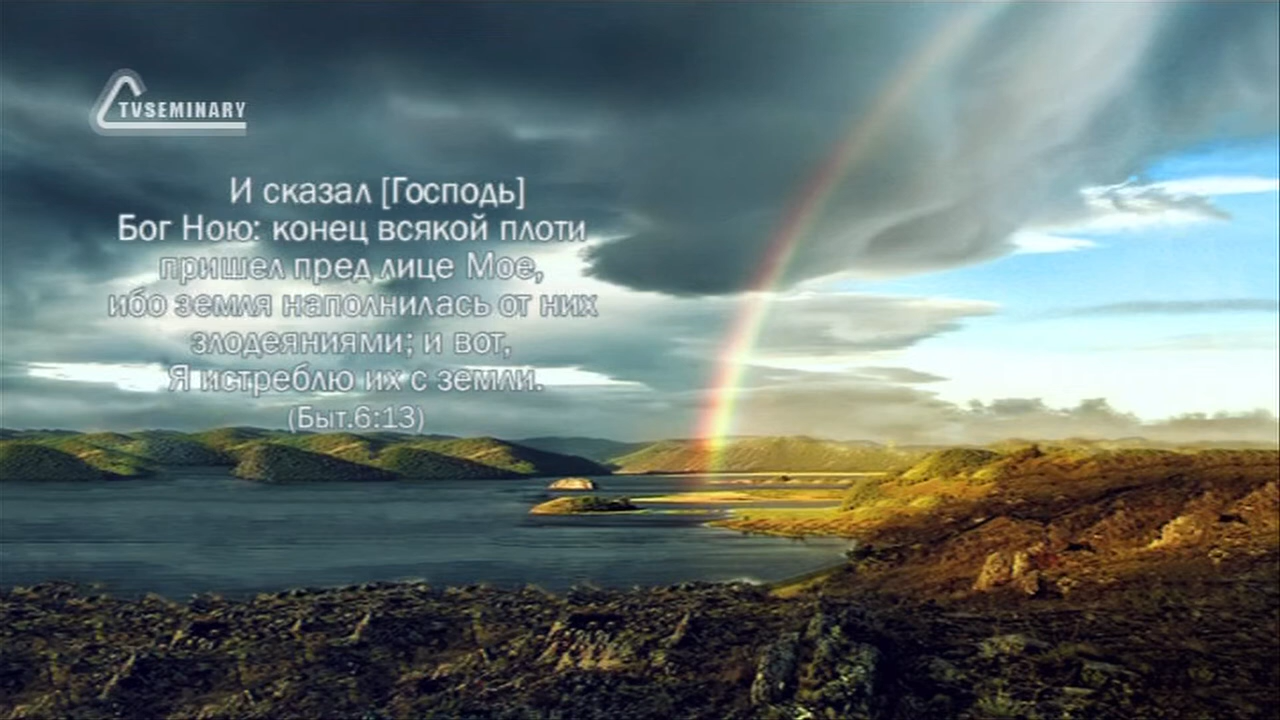 TVSEMINARY
И сказал [Господь]
Бог Ною: конец всякой плоти
пришел пред лице Мое,
ибо земля наполнилась от них
злодеяниями; и вот,
Я истреблю их с земли.
(Быт.6:13)